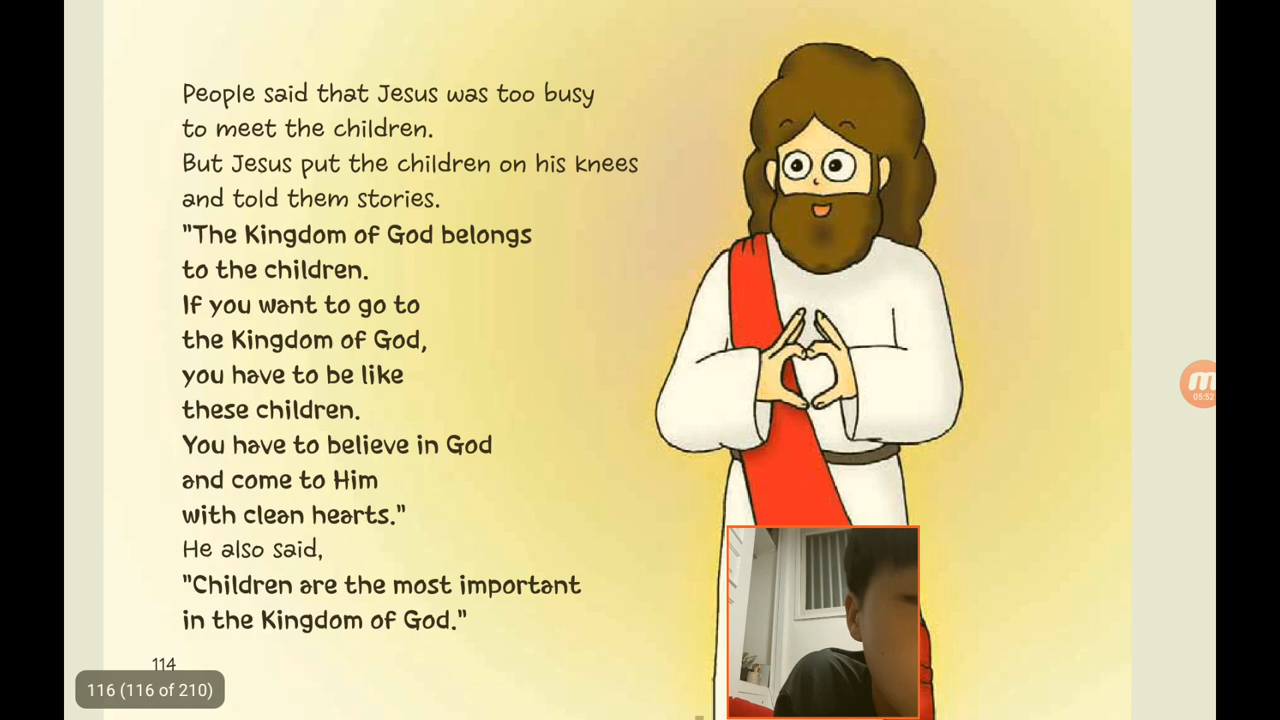 People said that Jesus was too busy
to meet the children.
But Jesus put the children on his knees
and told them stories.
"The Kingdom of God belongs
to the children.
If you want to go to
the Kingdom of God,
you have to be like
these children.
You have to believe in God
and come to Him
with clean hearts."
He also said,
"Children are the most important
in the Kingdom of God."
114
116 (116 of 210)
M
05:52